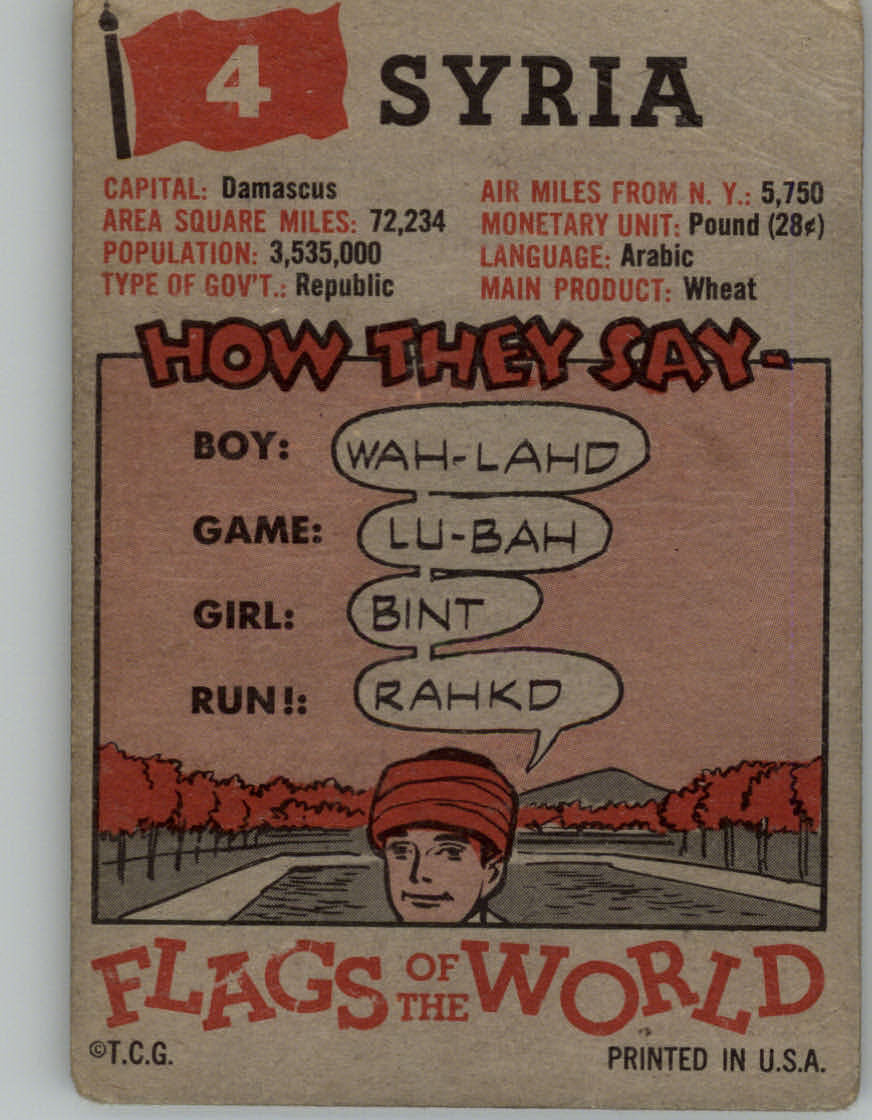 4 SYRIA
CAPITAL: Damascus
AREA SQUARE MILES: 72,234
POPULATION: 3,535,000
TYPE OF GOV'T.: Republic
AIR MILES FROM N. Y.: 5,750
MONETARY UNIT: Pound (28¢)
LANGUAGE: Arabic
MAIN PRODUCT: Wheat
HOW THEY SAY-
BOY: WAH-LAHD
GAME: LU-BAH
GIRL: BINT
RUN!: RAHKD
FLAGS OF THE WORLD
©T.C.G.
PRINTED IN U.S.A.